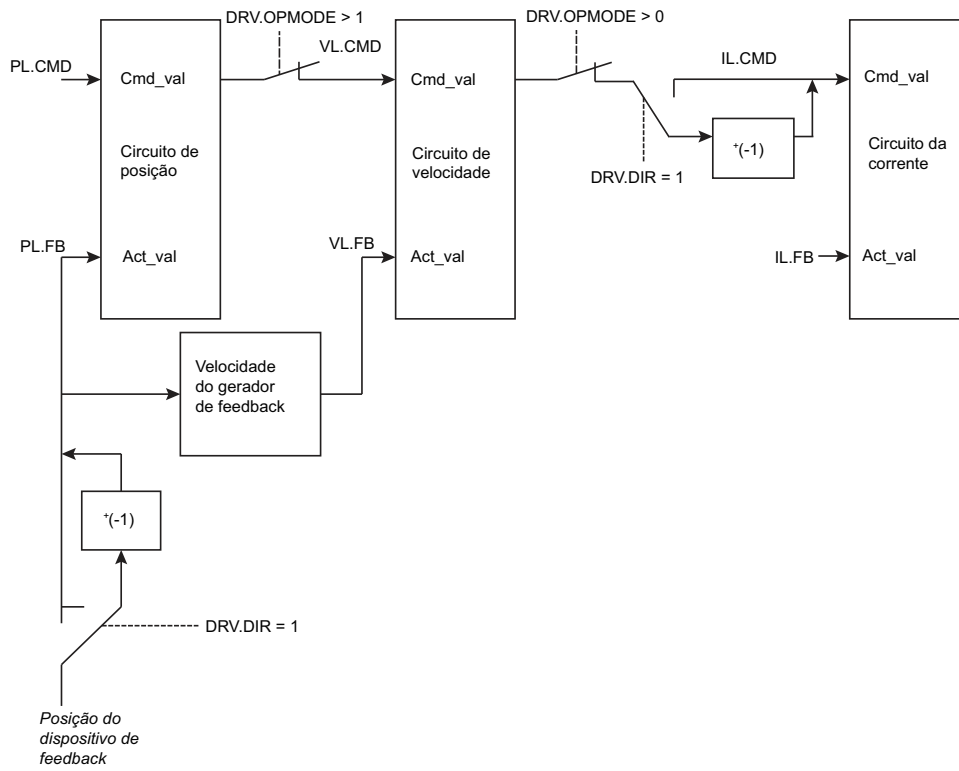 DRV.OPMODE > 1
DRV.OPMODE > 0
PL.CMD
VL.CMD
IL.CMD
Cmd_val
Cmd_val
Cmd_val
Circuito de
posição
Circuito de
velocidade
+(-1)
Circuito da
corrente
DRV.DIR = 1
PL.FB
Act_val
VL.FB
Act_val
IL.FB
Act_val
Velocidade
do gerador
de feedback
+(-1)
DRV.DIR = 1
Posição do
dispositivo de
feedback